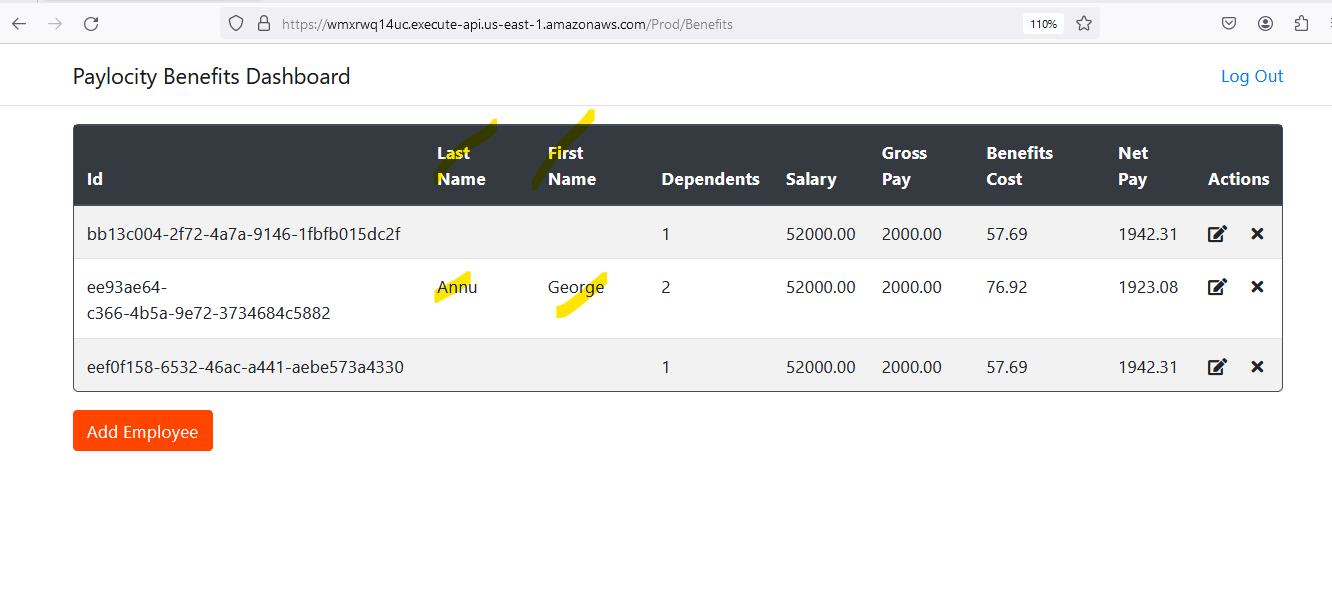 https://wmxrwq14uc.execute-api.us-east-1.amazonaws.com/Prod/Benefits 110%
Paylocity Benefits Dashboard Log Out
Id Last Name First Name Dependents Salary Gross Pay Benefits Cost Net Pay Actions
bb13c004-2f72-4a7a-9146-1fbfb015dc2f 1 52000.00 2000.00 57.69 1942.31
ee93ae64- Annu George 2 52000.00 2000.00 76.92 1923.08
c366-4b5a-9e72-3734684c5882
eef0f158-6532-46ac-a441-aebe573a4330 1 52000.00 2000.00 57.69 1942.31
Add Employee